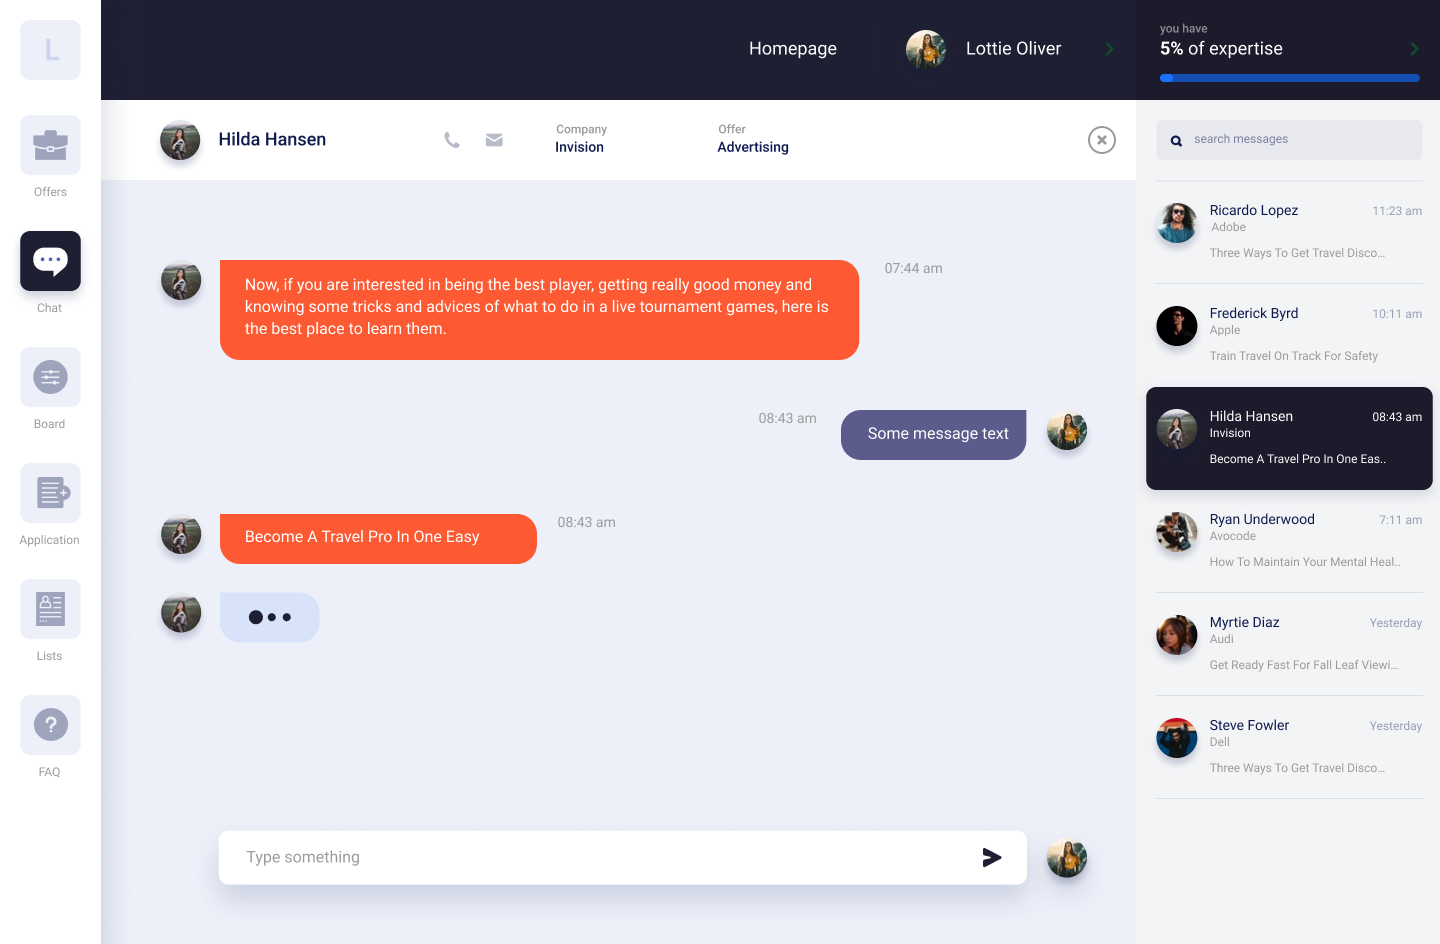 L
Offers
Chat
Board
Application
Lists
FAQ
Homepage
Lottie Oliver
you have
5% of expertise
Hilda Hansen
Company
Invision
Offer
Advertising
Now, if you are interested in being the best player, getting really good money and
knowing some tricks and advices of what to do in a live tournament games, here is
the best place to learn them.
07:44 am
08:43 am
Some message text
Become A Travel Pro In One Easy
08:43 am
Type something
search messages
Ricardo Lopez
11:23 am
Adobe
Three Ways To Get Travel Disco...
Frederick Byrd
10:11 am
Apple
Train Travel On Track For Safety
Hilda Hansen
08:43 am
Invision
Become A Travel Pro In One Eas..
Ryan Underwood
7:11 am
Avocode
How To Maintain Your Mental Heal..
Myrtie Diaz
Yesterday
Audi
Get Ready Fast For Fall Leaf Viewi...
Steve Fowler
Yesterday
Dell
Three Ways To Get Travel Disco...